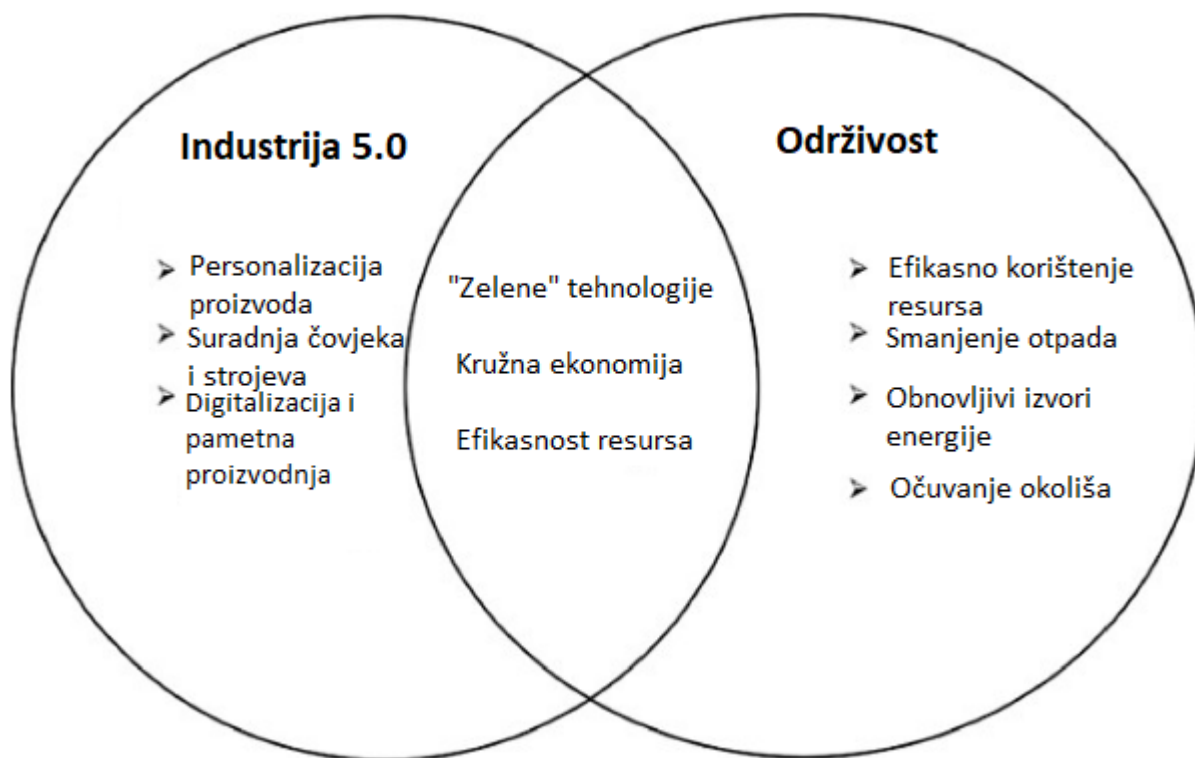 Industrija 5.0
Personalizacija
proizvoda
Suradnja čovjeka
i strojeva
Digitalizacija i
pametna
proizvodnja
"Zelene" tehnologije
Kružna ekonomija
Efikasnost resursa
Održivost
Efikasno korištenje
resursa
Smanjenje otpada
Obnovljivi izvori
energije
Očuvanje okoliša